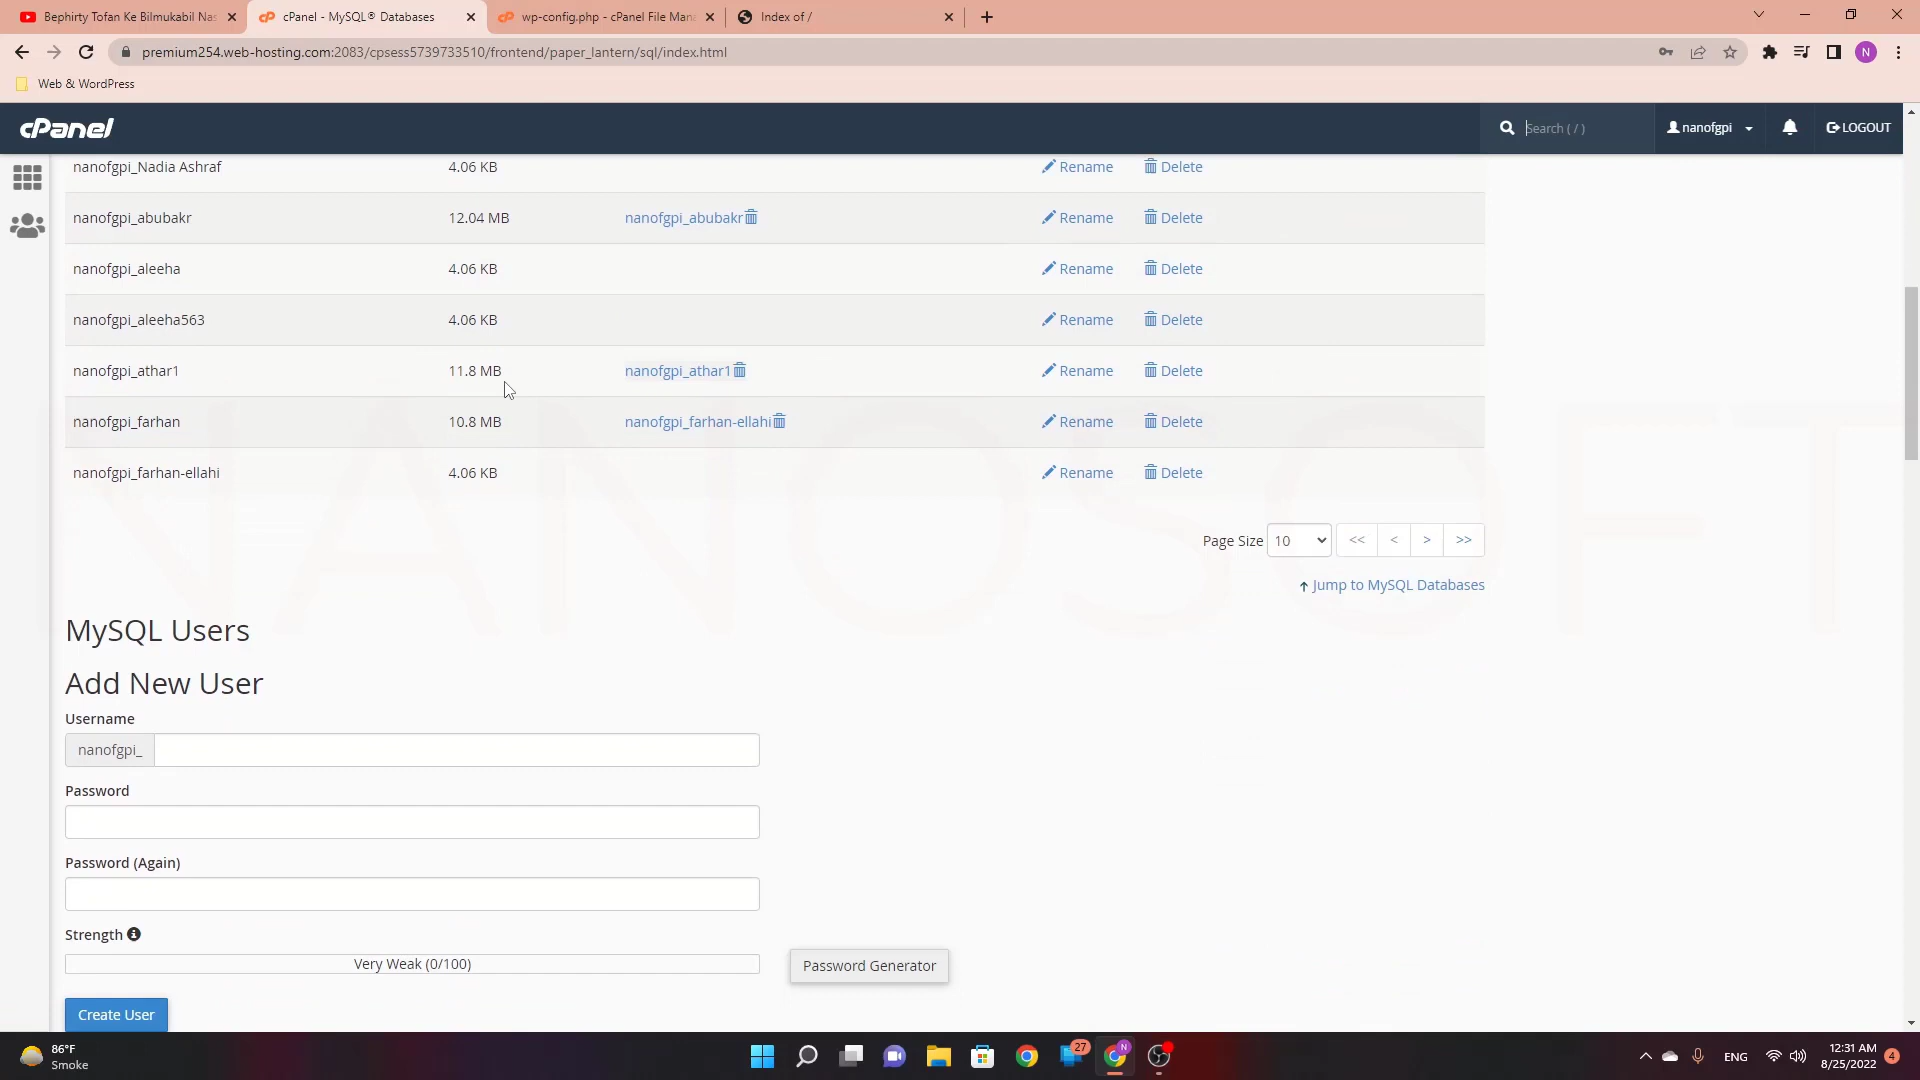 Bephirty Tofan Ke Bilmukabil Nas
cPanel - MySQL® Databases
wp-config.php - cPanel File Mana
Index of /
premium254.web-hosting.com:2083/cpsess5739733510/frontend/paper_lantern/sql/index.html
N
Web & WordPress
cPanel
Search ( / )
nanofgpi
LOGOUT
nanofgpi_Nadia Ashraf 4.06 KB Rename Delete
nanofgpi_abubakr 12.04 MB nanofgpi_abubakr Rename Delete
nanofgpi_aleeha 4.06 KB Rename Delete
nanofgpi_aleeha563 4.06 KB Rename Delete
nanofgpi_athar1 11.8 MB nanofgpi_athar1 Rename Delete
nanofgpi_farhan 10.8 MB nanofgpi_farhan-ellahi Rename Delete
nanofgpi_farhan-ellahi 4.06 KB Rename Delete
NANOSOFT
Page Size 10 << < > >>
Jump to MySQL Databases
MySQL Users
Add New User
Username
nanofgpi_
Password
Password (Again)
Strength
Very Weak (0/100)
Password Generator
Create User
86°F
Smoke
27
N
ENG
12:31 AM
8/25/2022
4